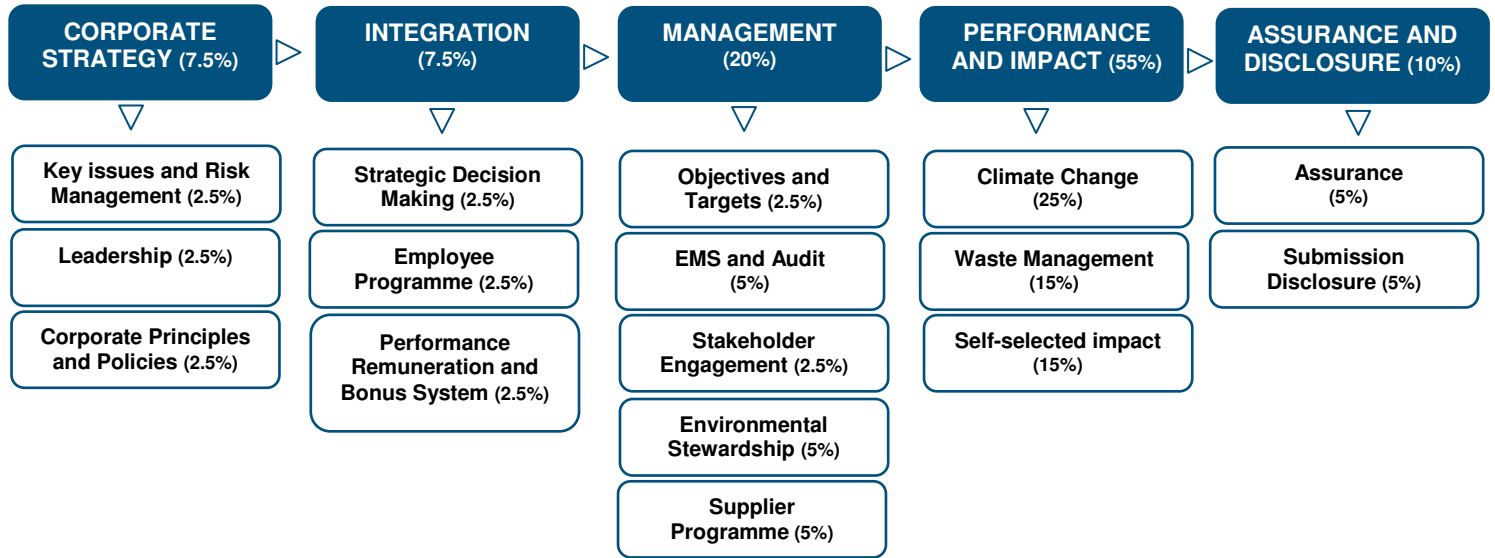 CORPORATE
STRATEGY (7.5%)
INTEGRATION
(7.5%)
MANAGEMENT
(20%)
PERFORMANCE
AND IMPACT (55%)
ASSURANCE AND
DISCLOSURE (10%)
Key issues and Risk
Management (2.5%)
Leadership (2.5%)
Corporate Principles
and Policies (2.5%)
Strategic Decision
Making (2.5%)
Employee
Programme (2.5%)
Performance
Remuneration and
Bonus System (2.5%)
Objectives and
Targets (2.5%)
EMS and Audit
(5%)
Stakeholder
Engagement (2.5%)
Environmental
Stewardship (5%)
Supplier
Programme (5%)
Climate Change
(25%)
Waste Management
(15%)
Self-selected impact
(15%)
Assurance
(5%)
Submission
Disclosure (5%)